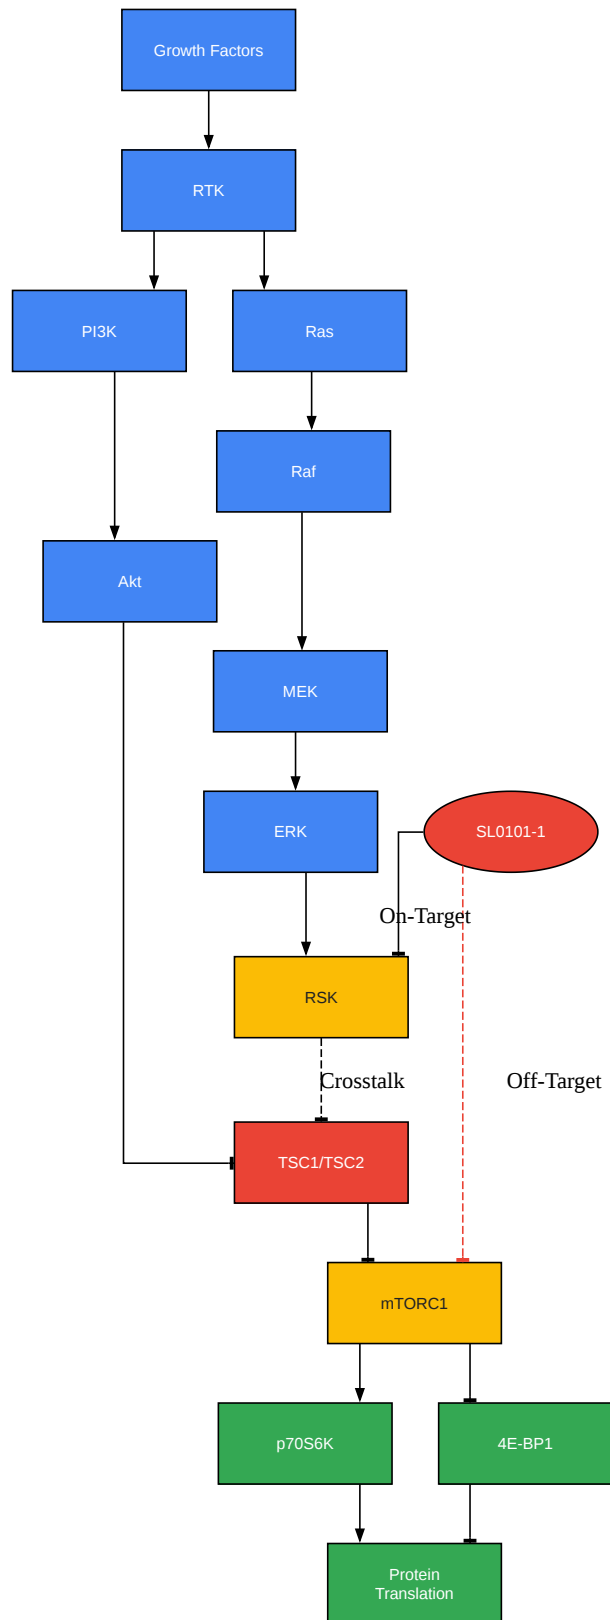 Growth Factors
RTK
PI3K
Ras
Raf
Akt
MEK
ERK
SL0101-1
On-Target
RSK
Crosstalk
Off-Target
TSC1/TSC2
mTORC1
p70S6K
4E-BP1
Protein
Translation